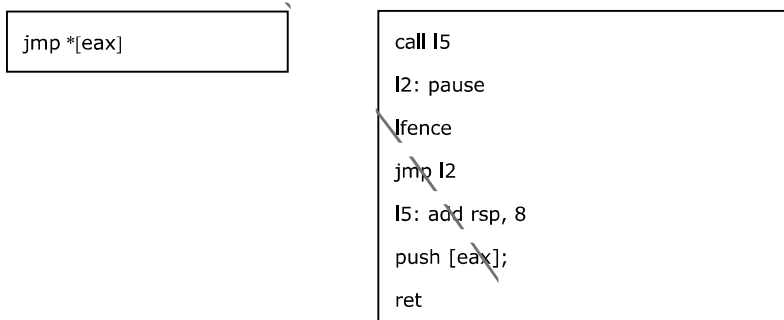 jmp *[eax]
call l5
l2: pause
lfence
jmp l2
l5: add rsp, 8
push [eax];
ret